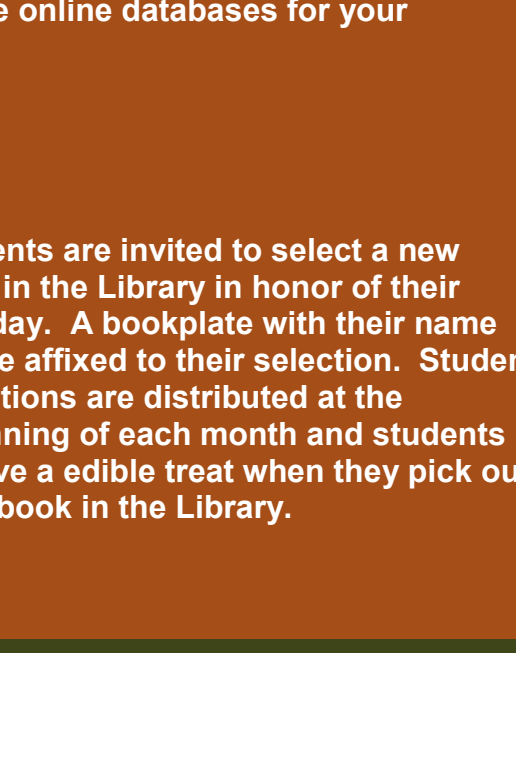 e online databases for your
ents are invited to select a new
in the Library in honor of their
day.  A bookplate with their name
e affixed to their selection.  Studen
tions are distributed at the
nning of each month and students
ve a edible treat when they pick ou
book in the Library.